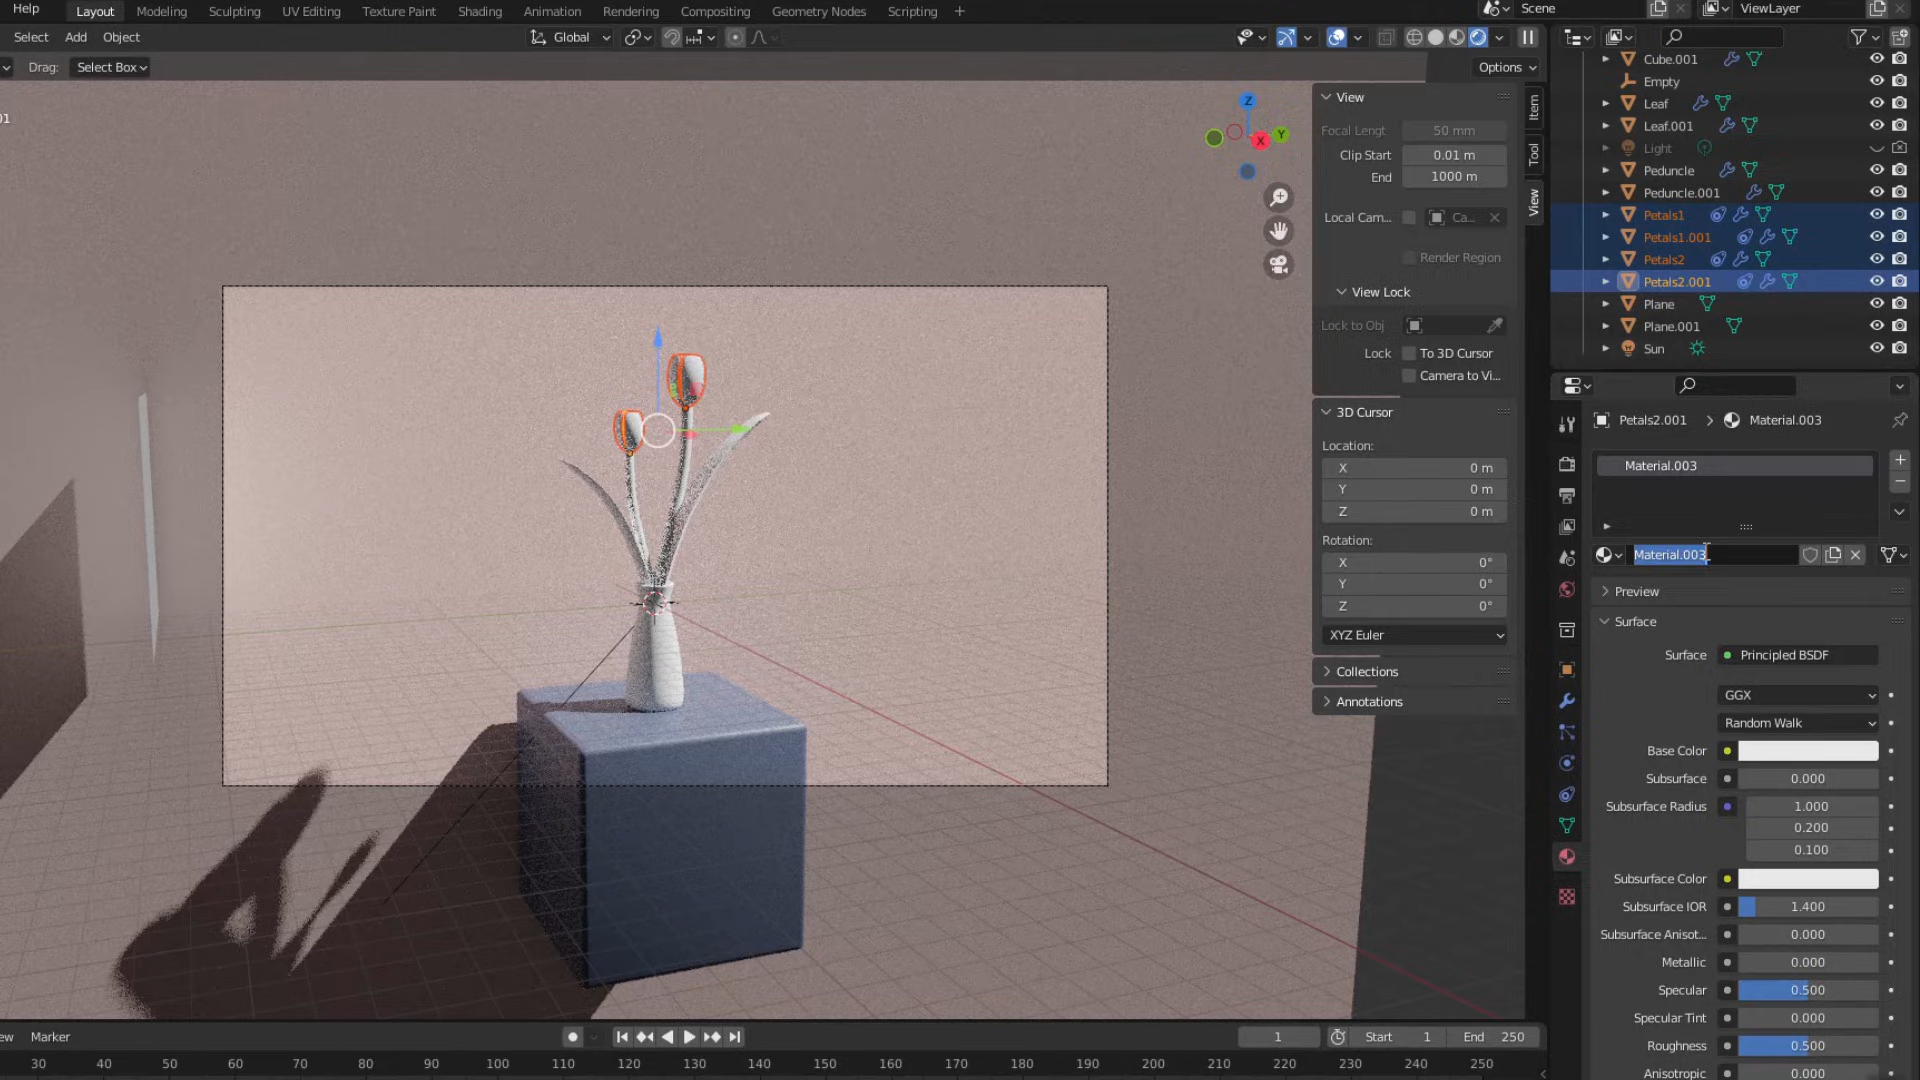 Help
Layout
Modeling
Sculpting
UV Editing
Texture Paint
Shading
Animation
Rendering
Compositing
Geometry Nodes
Scripting
+
Scene
ViewLayer
Select
Add
Object
Global
Drag:
Select Box
Options
View
Focal Lengt
50 mm
Clip Start
0.01 m
End
1000 m
Local Cam...
Ca...
Render Region
View Lock
Lock to Obj
Lock
To 3D Cursor
Camera to Vi...
3D Cursor
Location:
X
0 m
Y
0 m
Z
0 m
Rotation:
X
0°
Y
0°
Z
0°
XYZ Euler
Collections
Annotations
Item
Tool
View
Z
Y
X
Cube.001
Empty
Leaf
Leaf.001
Light
Peduncle
Peduncle.001
Petals1
Petals1.001
Petals2
Petals2.001
Plane
Plane.001
Sun
Petals2.001
Material.003
Material.003
Material.003
Preview
Surface
Surface
Principled BSDF
GGX
Random Walk
Base Color
Subsurface
0.000
Subsurface Radius
1.000
0.200
0.100
Subsurface Color
Subsurface IOR
1.400
Subsurface Anisot...
0.000
Metallic
0.000
Specular
0.500
Specular Tint
0.000
Roughness
0.500
Anisotropic
0.000
Marker
1
Start
1
End
250
30
40
50
60
70
80
90
100
110
120
130
140
150
160
170
180
190
200
210
220
230
240
250